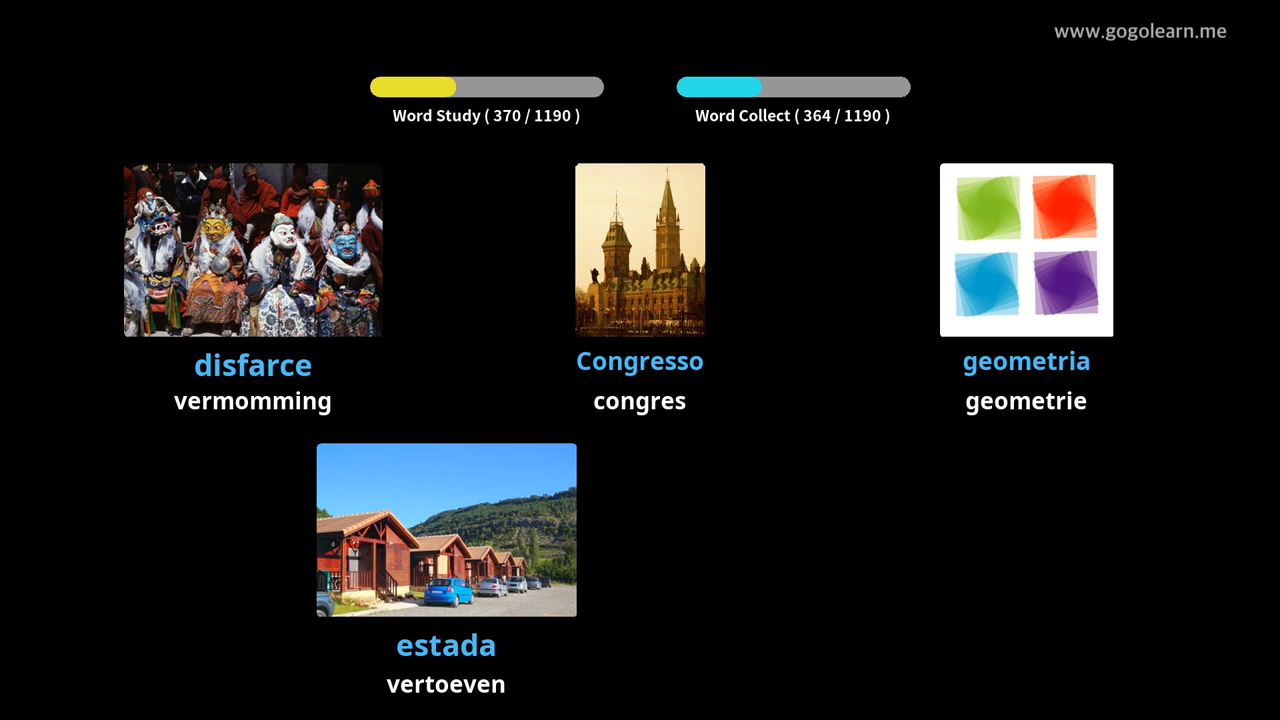 www.gogolearn.me
Word Study ( 370 / 1190 )
Word Collect ( 364 / 1190 )
disfarce
vermomming
Congresso
congres
geometria
geometrie
estada
vertoeven